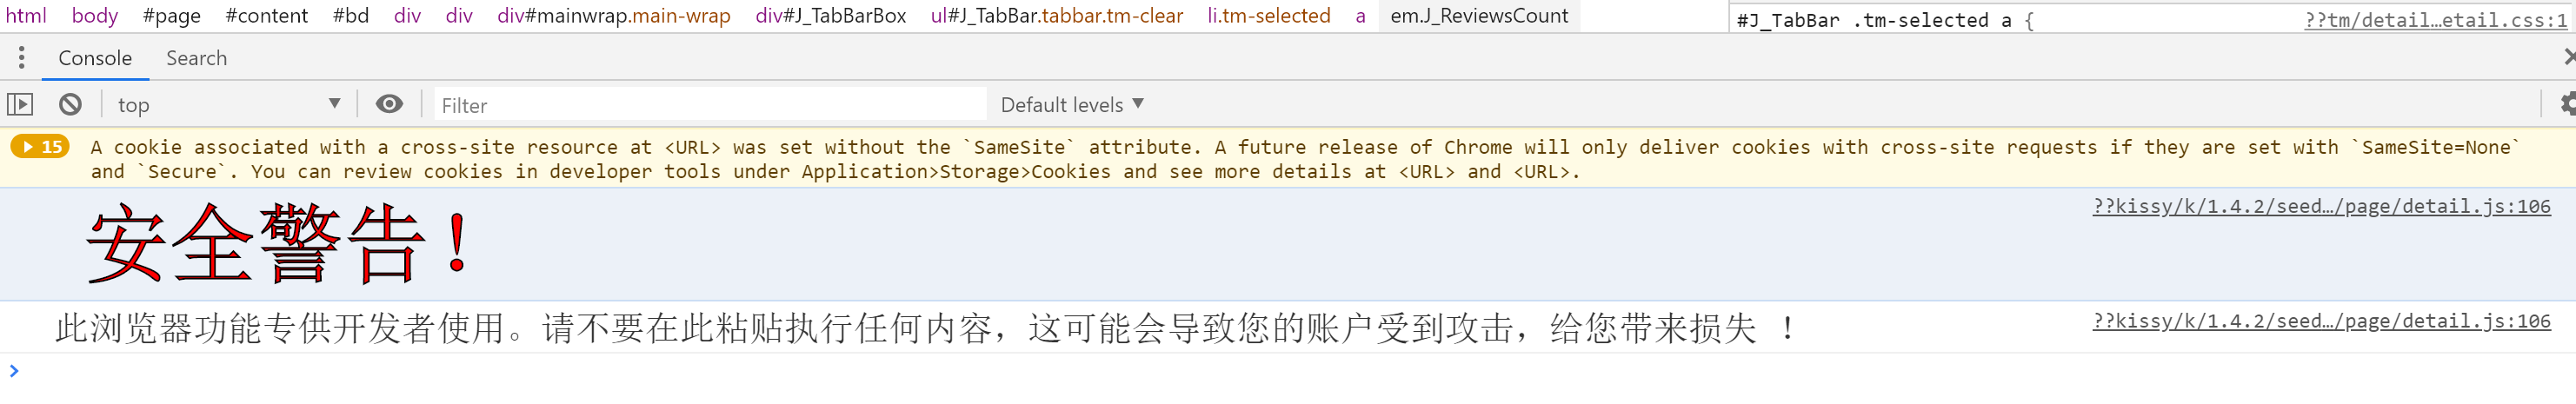 html body #page #content #bd div div div#mainwrap.main-wrap div#J_TabBarBox ul#J_TabBar.tabbar.tm-clear li.tm-selected a em.J_ReviewsCount
#J_TabBar .tm-selected a { ??tm/detail…etail.css:1
Console Search
top Filter Default levels
15 A cookie associated with a cross-site resource at <URL> was set without the `SameSite` attribute. A future release of Chrome will only deliver cookies with cross-site requests if they are set with `SameSite=None`
and `Secure`. You can review cookies in developer tools under Application>Storage>Cookies and see more details at <URL> and <URL>.
安全警告！ ??kissy/k/1.4.2/seed…/page/detail.js:106
此浏览器功能专供开发者使用。请不要在此粘贴执行任何内容，这可能会导致您的账户受到攻击，给您带来损失 ！ ??kissy/k/1.4.2/seed…/page/detail.js:106